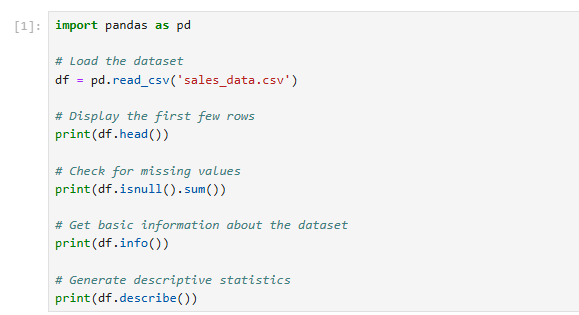 [1]: import pandas as pd
# Load the dataset
df = pd.read_csv('sales_data.csv')
# Display the first few rows
print(df.head())
# Check for missing values
print(df.isnull().sum())
# Get basic information about the dataset
print(df.info())
# Generate descriptive statistics
print(df.describe())